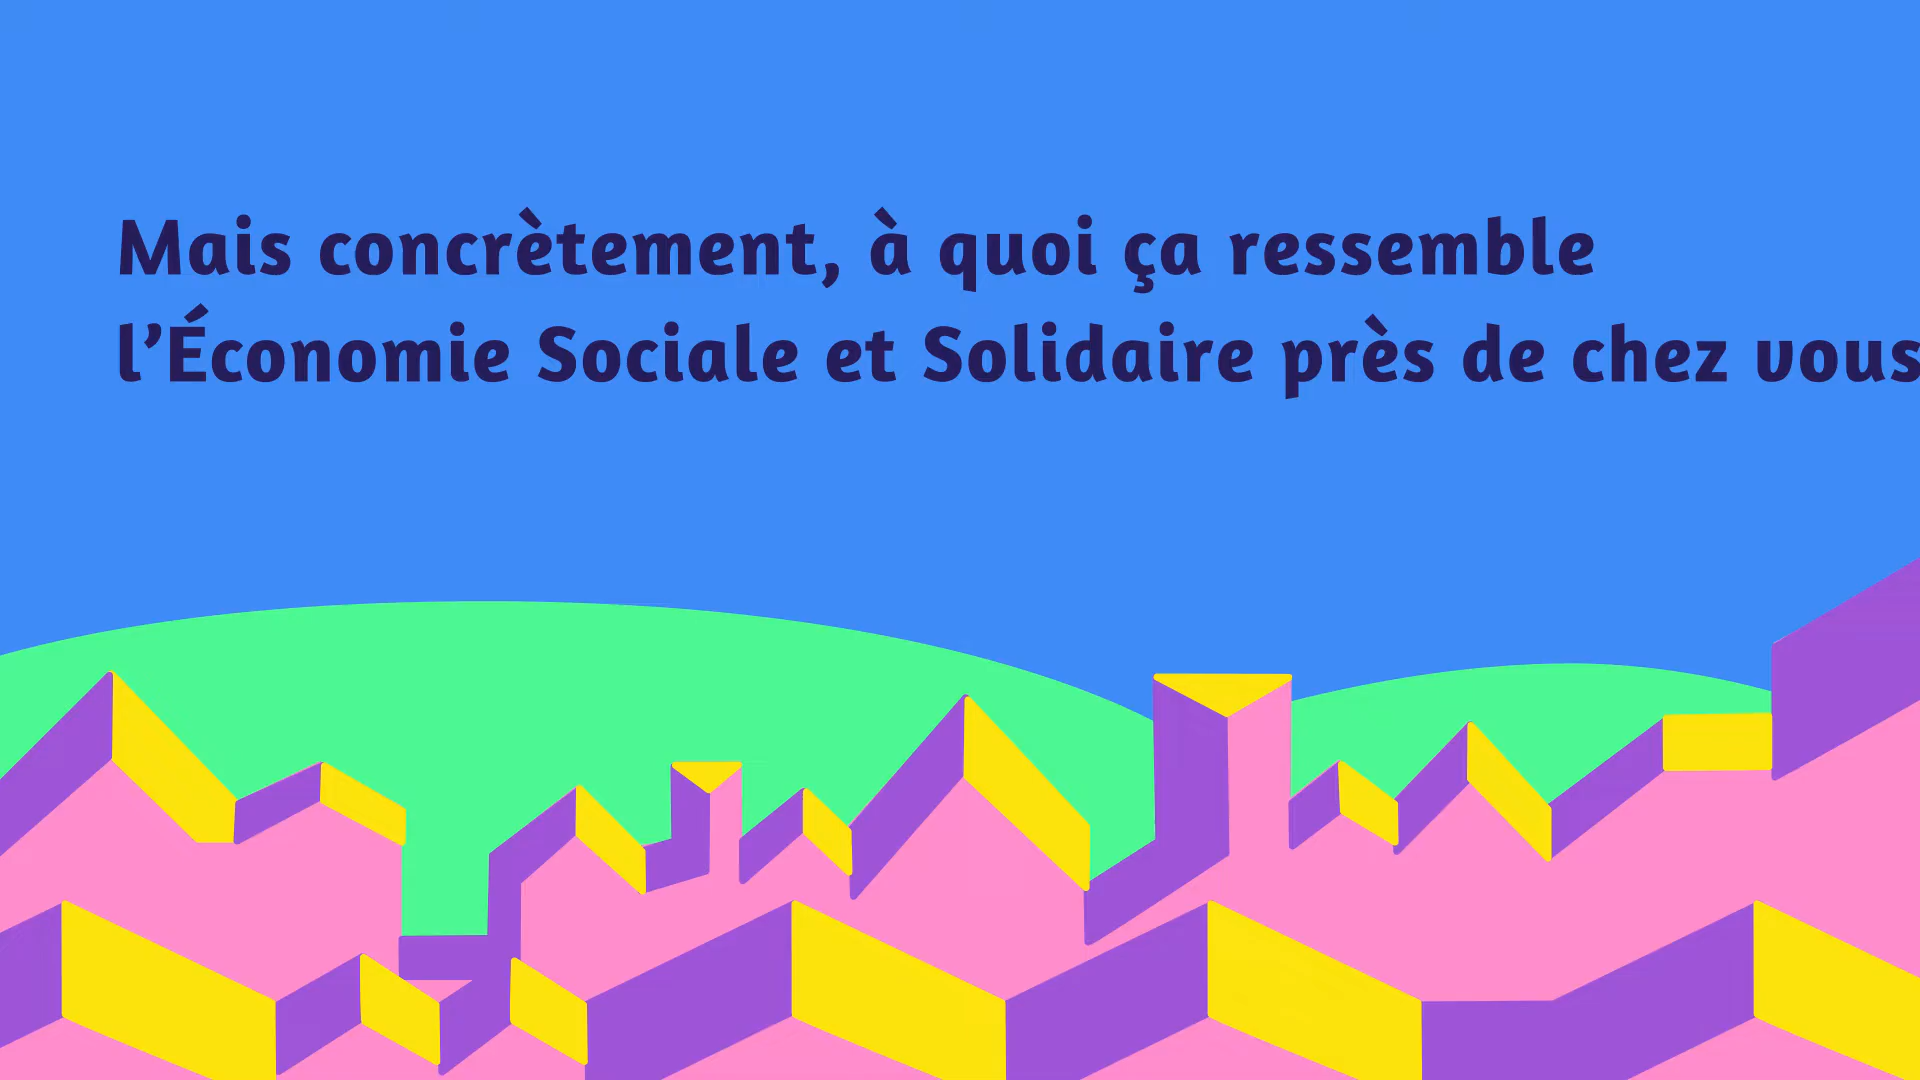 Mais concrètement, à quoi ça ressemble
l’Économie Sociale et Solidaire près de chez vous